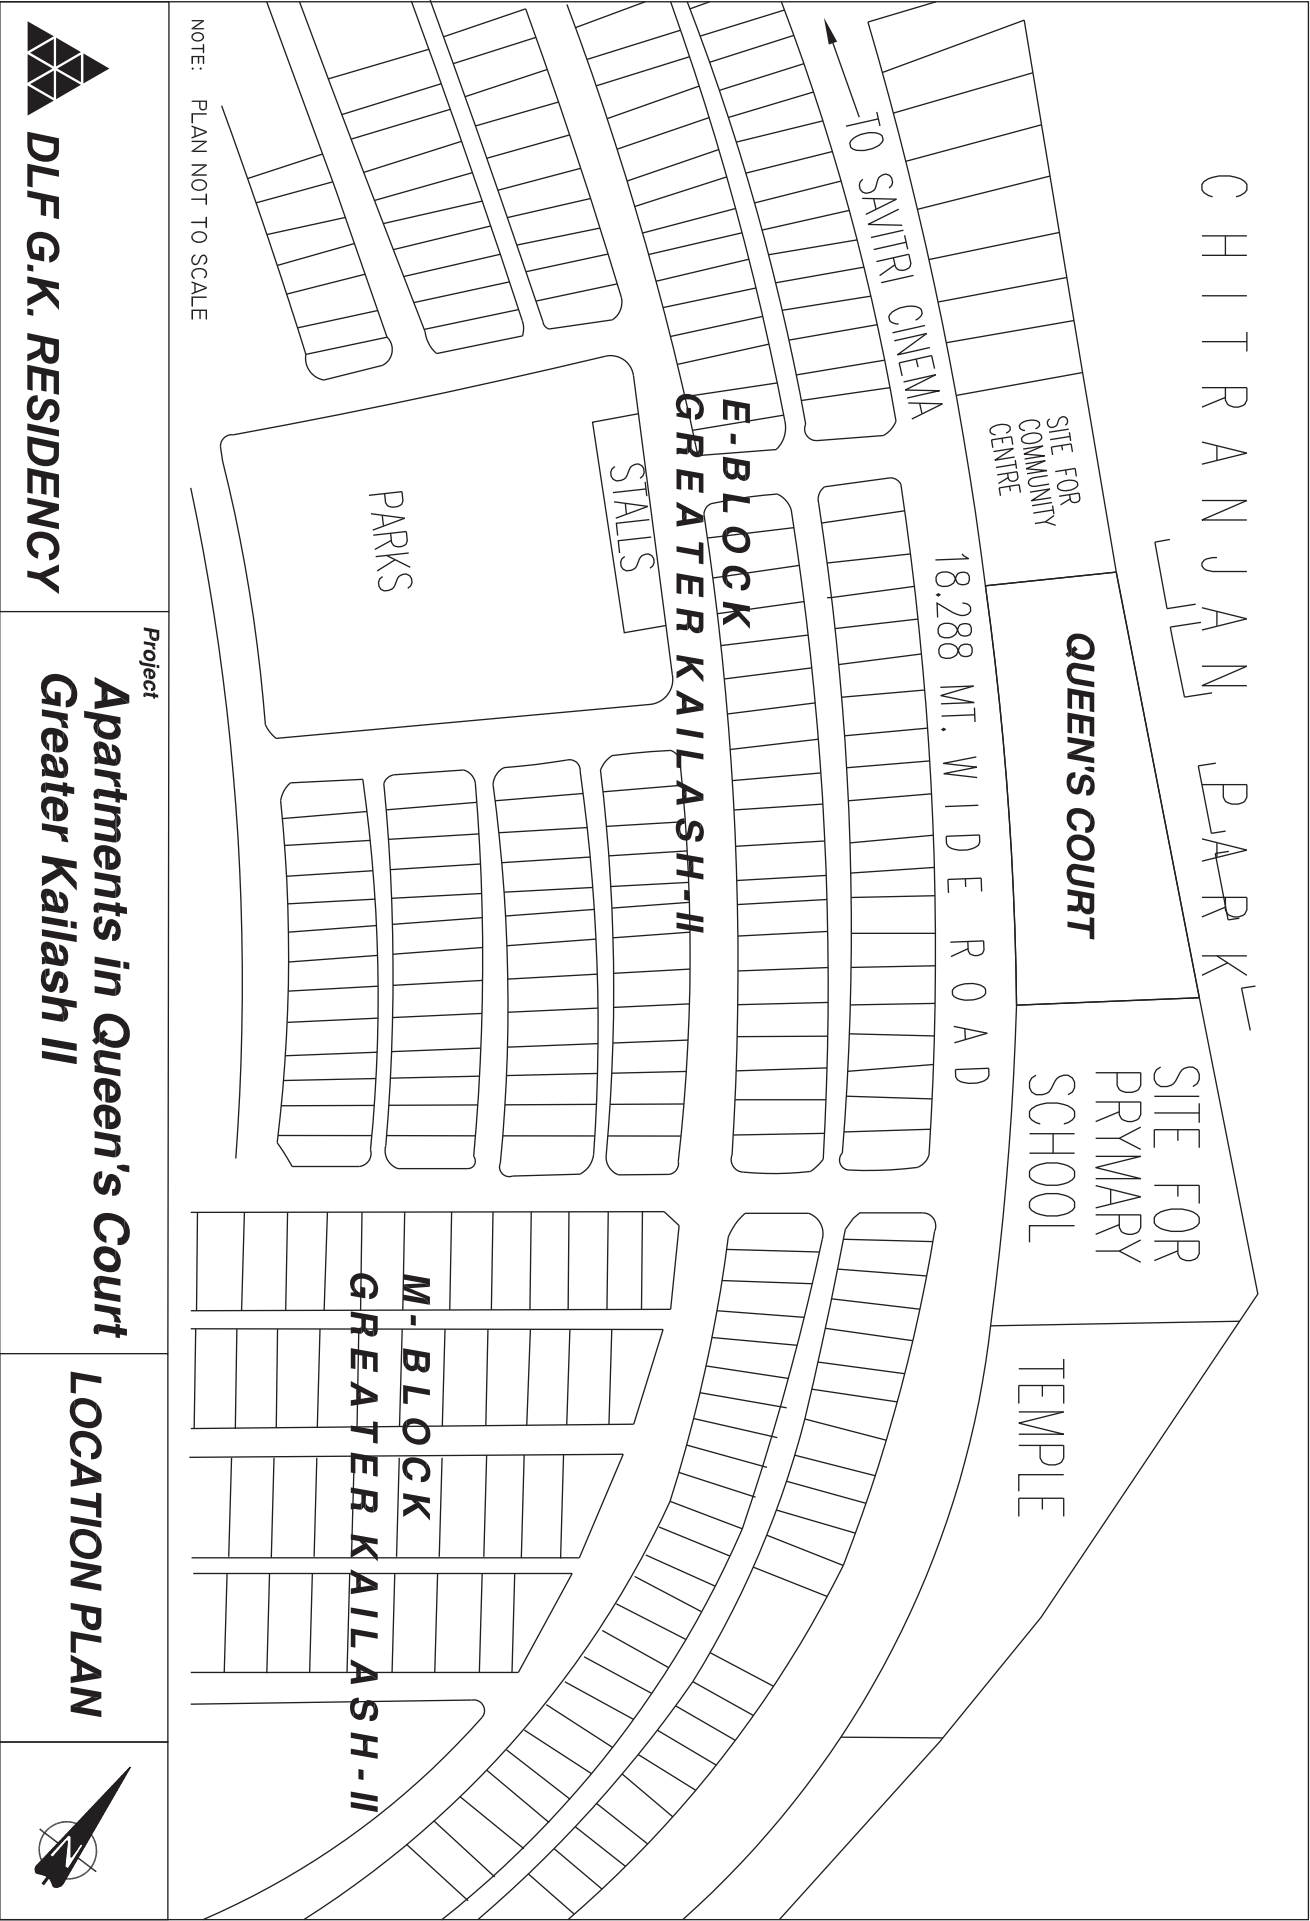 CHITRANJAN PARK
SITE FOR
COMMUNITY
CENTRE
QUEEN'S COURT
SITE FOR
PRYMARY
SCHOOL
TEMPLE
TO SAVITRI CINEMA
18.288 MT. WIDE ROAD
E-BLOCK
GREATER KAILASH-II
STALLS
PARKS
M-BLOCK
GREATER KAILASH-II
NOTE: PLAN NOT TO SCALE
DLF G.K. RESIDENCY
Project
Apartments in Queen's Court
Greater Kailash II
LOCATION PLAN
N